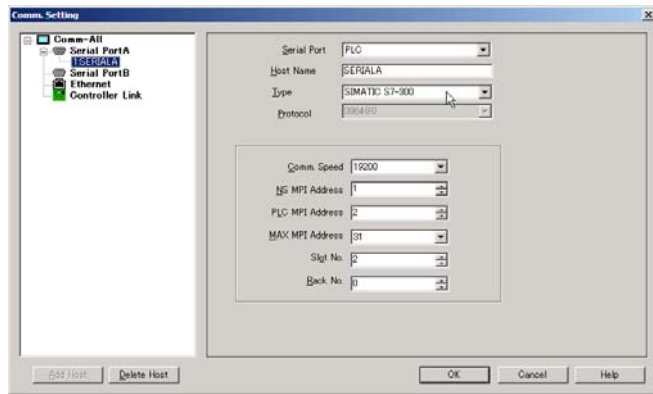 Comm. Setting
Comm-All
Serial PortA
1:SERIALA
Serial PortB
Ethernet
Controller Link
Serial Port PLC
Host Name SERIALA
Type SIMATIC S7-300
Protocol
Comm. Speed 19200
NS MPI Address 1
PLC MPI Address 2
MAX MPI Address 31
Slot No. 2
Rack No. 0
Add Host Delete Host OK Cancel Help